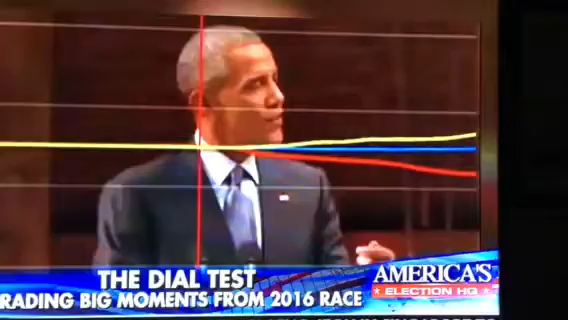 THE DIAL TEST
RADING BIG MOMENTS FROM 2016 RACE
AMERICA'S
ELECTION HQ